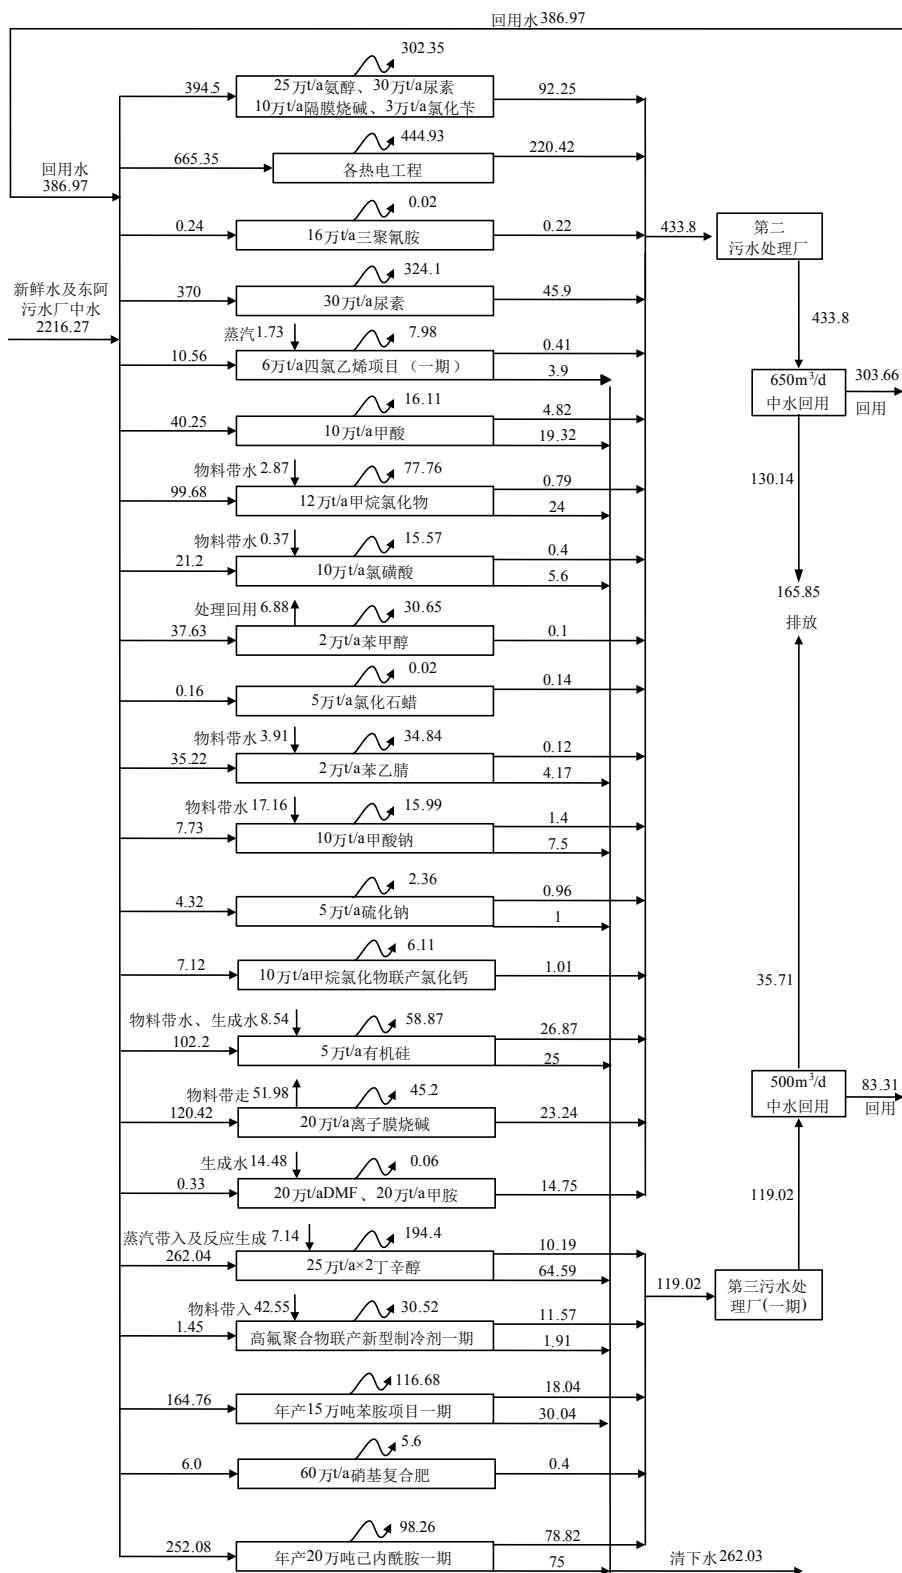 回用水386.97
302.35
394.5
25万t/a氨醇、30万t/a尿素
10万t/a隔膜烧碱、3万t/a氯化苄
92.25
444.93
665.35
各热电工程
220.42
回用水
386.97
0.02
0.24
16万t/a三聚氰胺
0.22
433.8
第二
污水处理厂
新鲜水及东阿
污水厂中水
2216.27
324.1
370
30万t/a尿素
45.9
433.8
蒸汽1.73
7.98
10.56
6万t/a四氯乙烯项目（一期）
0.41
3.9
650m³/d
中水回用
303.66
回用
16.11
40.25
10万t/a甲酸
4.82
19.32
130.14
物料带水2.87
77.76
99.68
12万t/a甲烷氯化物
0.79
24
物料带水0.37
15.57
21.2
10万t/a氯磺酸
0.4
5.6
165.85
排放
处理回用6.88
30.65
37.63
2万t/a苯甲醇
0.1
0.02
0.16
5万t/a氯化石蜡
0.14
物料带水3.91
34.84
35.22
2万t/a苯乙腈
0.12
4.17
物料带水17.16
15.99
7.73
10万t/a甲酸钠
1.4
7.5
2.36
4.32
5万t/a硫化钠
0.96
1
6.11
7.12
10万t/a甲烷氯化物联产氯化钙
1.01
35.71
物料带水、生成水8.54
58.87
102.2
5万t/a有机硅
26.87
25
物料带走51.98
45.2
120.42
20万t/a离子膜烧碱
23.24
500m³/d
中水回用
83.31
回用
生成水14.48
0.06
0.33
20万t/aDMF、20万t/a甲胺
14.75
119.02
蒸汽带入及反应生成7.14
194.4
262.04
25万t/a×2丁辛醇
10.19
64.59
119.02
第三污水处
理厂(一期)
物料带入42.55
30.52
1.45
高氟聚合物联产新型制冷剂一期
11.57
1.91
116.68
164.76
年产15万吨苯胺项目一期
18.04
30.04
5.6
6.0
60万t/a硝基复合肥
0.4
98.26
252.08
年产20万吨己内酰胺一期
78.82
75
清下水262.03